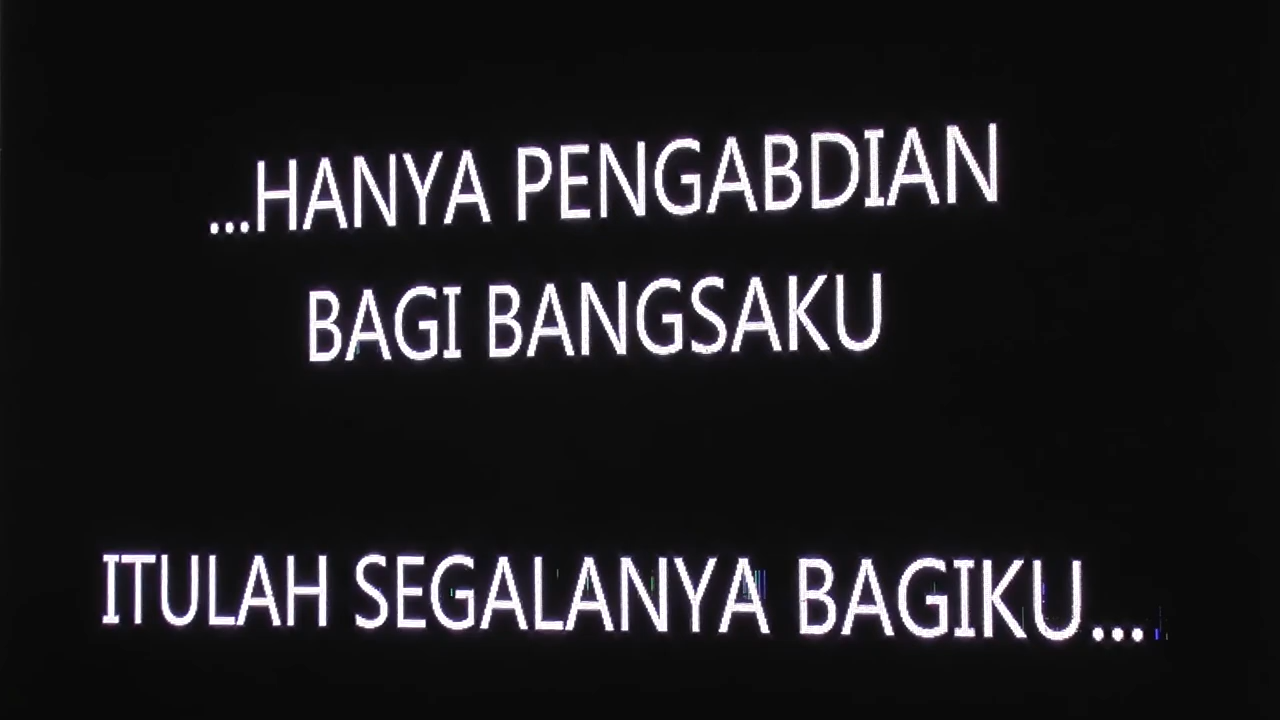 ...HANYA PENGABDIAN
BAGI BANGSAKU
ITULAH SEGALANYA BAGIKU...